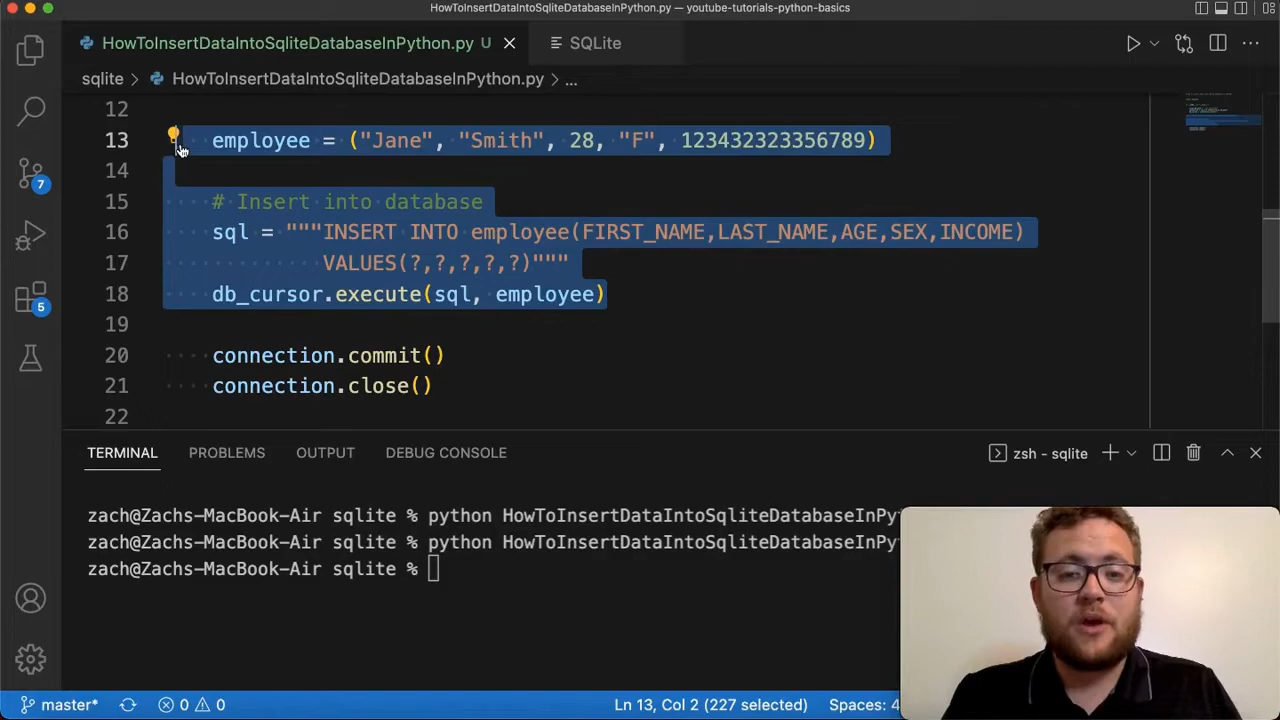 HowToInsertDataIntoSqliteDatabaseInPython.py — youtube-tutorials-python-basics
HowToInsertDataIntoSqliteDatabaseInPython.py U
SQLite
sqlite > HowToInsertDataIntoSqliteDatabaseInPython.py > ...
12
13 employee = ("Jane", "Smith", 28, "F", 123432323356789)
14
15 # Insert into database
16 sql = """INSERT INTO employee(FIRST_NAME,LAST_NAME,AGE,SEX,INCOME)
17 VALUES(?,?,?,?,?)"""
18 db_cursor.execute(sql, employee)
19
20 connection.commit()
21 connection.close()
22
7
5
TERMINAL PROBLEMS OUTPUT DEBUG CONSOLE zsh - sqlite
zach@Zachs-MacBook-Air sqlite % python HowToInsertDataIntoSqliteDatabaseInPy
zach@Zachs-MacBook-Air sqlite % python HowToInsertDataIntoSqliteDatabaseInPy
zach@Zachs-MacBook-Air sqlite %
master* 0 0 Ln 13, Col 2 (227 selected) Spaces: 4